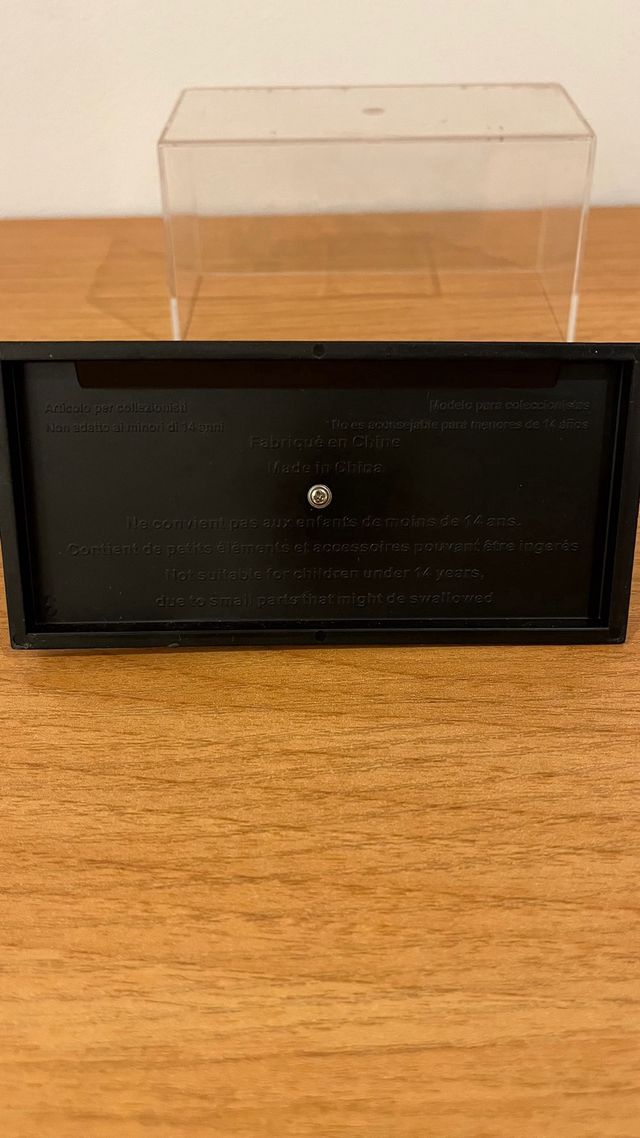 Articolo per collezionisti
Non adatto ai minori di 14 anni
Modelo para coleccionistas
No es aconsejable para menores de 14 años
Fabriqué en Chine
Made in China
Ne convient pas aux enfants de moins de 14 ans.
Contient de petits éléments et accessoires pouvant être ingerés
Not suitable for children under 14 years,
due to small parts that might de swallowed